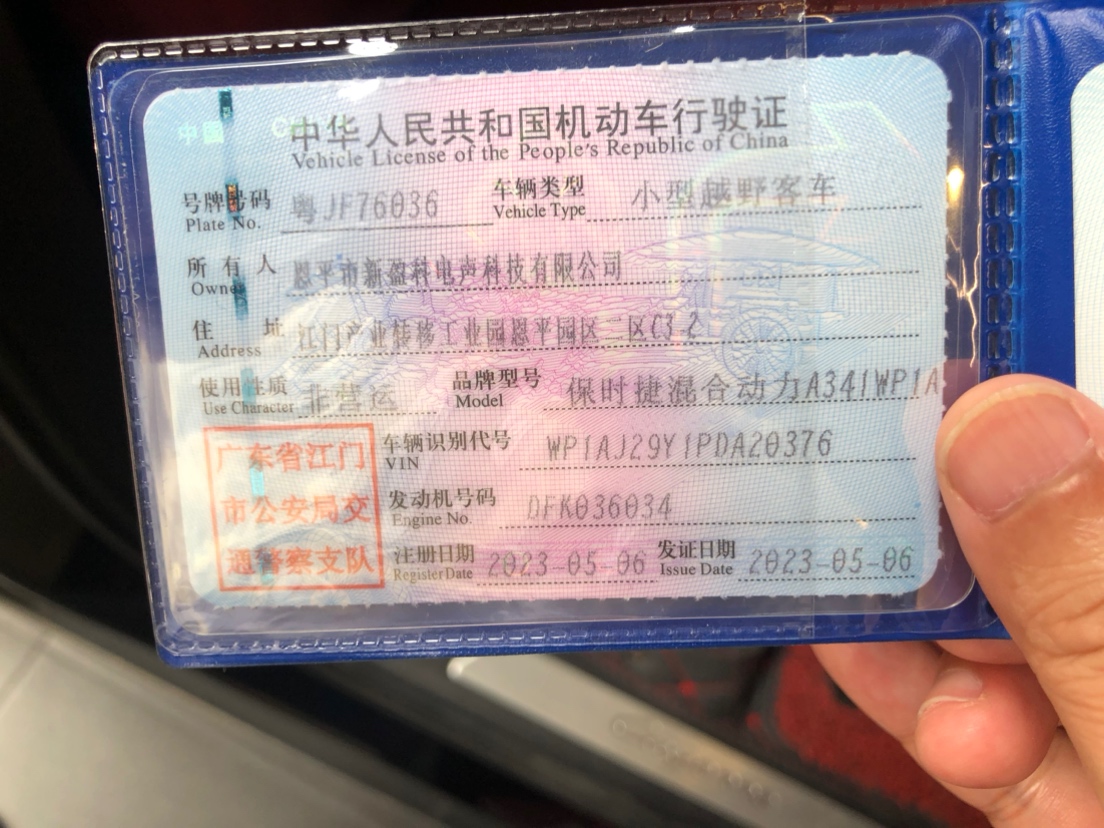 中国 CH
中华人民共和国机动车行驶证
Vehicle License of the People's Republic of China
号牌号码 粤JF76036 车辆类型 小型越野客车
Plate No. Vehicle Type
所有人 恩平市新盈科电声科技有限公司
Owner
住址 江门产业转移工业园恩平园区二区C3-2
Address
使用性质 非营运 品牌型号 保时捷混合动力A341WP1A
Use Character Model
广东省江门
市公安局交
通警察支队
车辆识别代号 WP1AJ29Y1PDA20376
VIN
发动机号码 DFK036034
Engine No.
注册日期 2023-05-06 发证日期 2023-05-06
Register Date Issue Date